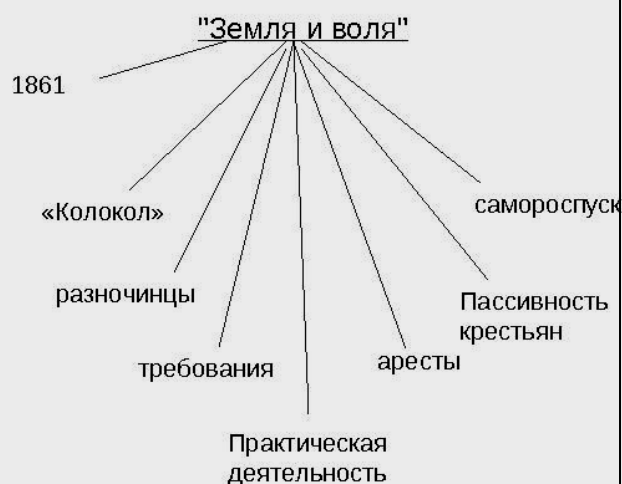 "Земля и воля"
1861
«Колокол»
самороспуск
разночинцы
Пассивность
крестьян
требования
аресты
Практическая
деятельность